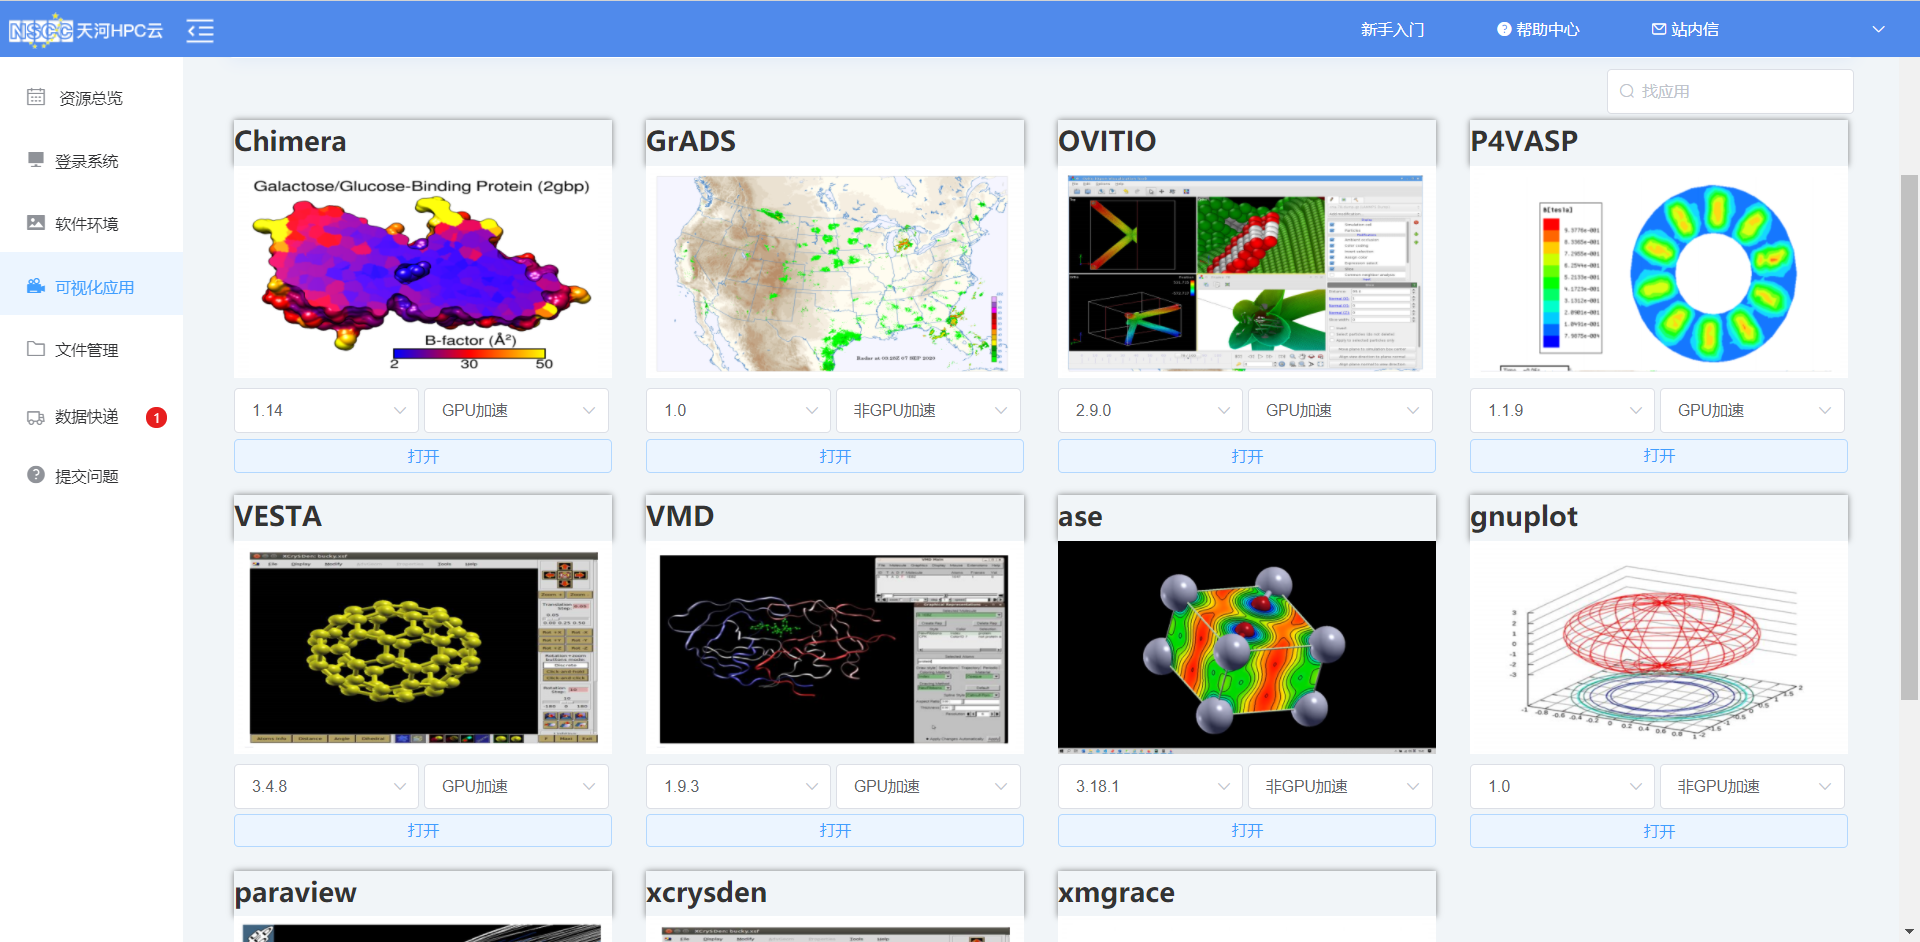 NSCC 天河HPC云
新手入门
帮助中心
站内信
资源总览
登录系统
软件环境
可视化应用
文件管理
数据快递
1
提交问题
找应用
Chimera
GrADS
OVITIO
P4VASP
Galactose/Glucose-Binding Protein (2gbp)
B-factor (Å²)
2 30 50
1.14
GPU加速
1.0
非GPU加速
2.9.0
GPU加速
1.1.9
GPU加速
打开
打开
打开
打开
VESTA
VMD
ase
gnuplot
3.4.8
GPU加速
1.9.3
GPU加速
3.18.1
非GPU加速
1.0
非GPU加速
打开
打开
打开
打开
paraview
xcrysden
xmgrace